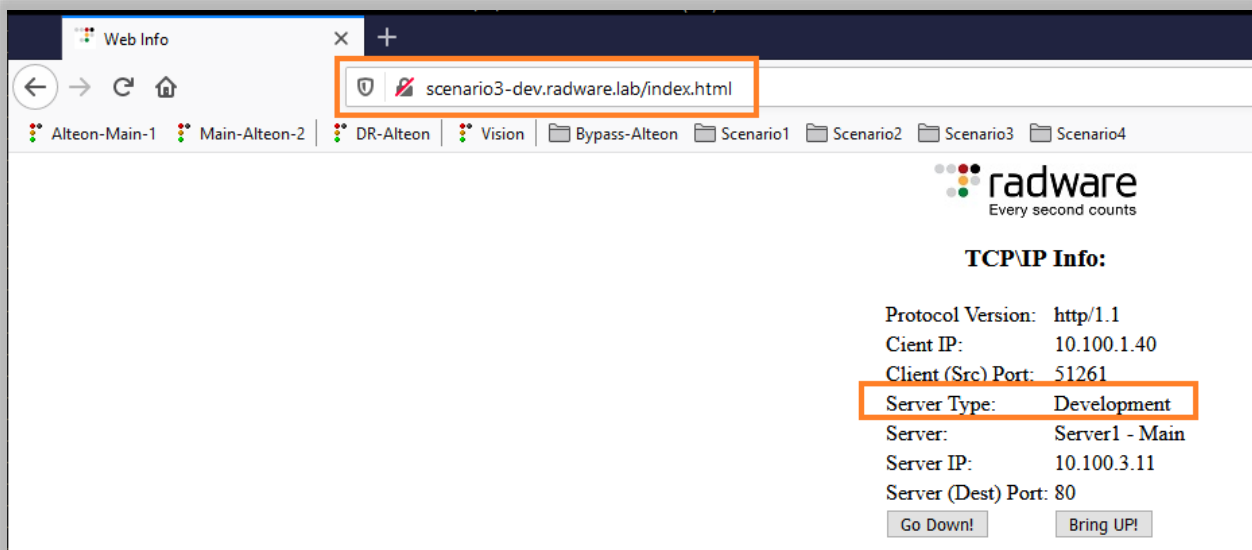 Web Info
scenario3-dev.radware.lab/index.html
Alteon-Main-1 Main-Alteon-2 DR-Alteon Vision Bypass-Alteon Scenario1 Scenario2 Scenario3 Scenario4
radware
Every second counts
TCP\IP Info:
Protocol Version: http/1.1
Cient IP: 10.100.1.40
Client (Src) Port: 51261
Server Type: Development
Server: Server1 - Main
Server IP: 10.100.3.11
Server (Dest) Port: 80
Go Down! Bring UP!